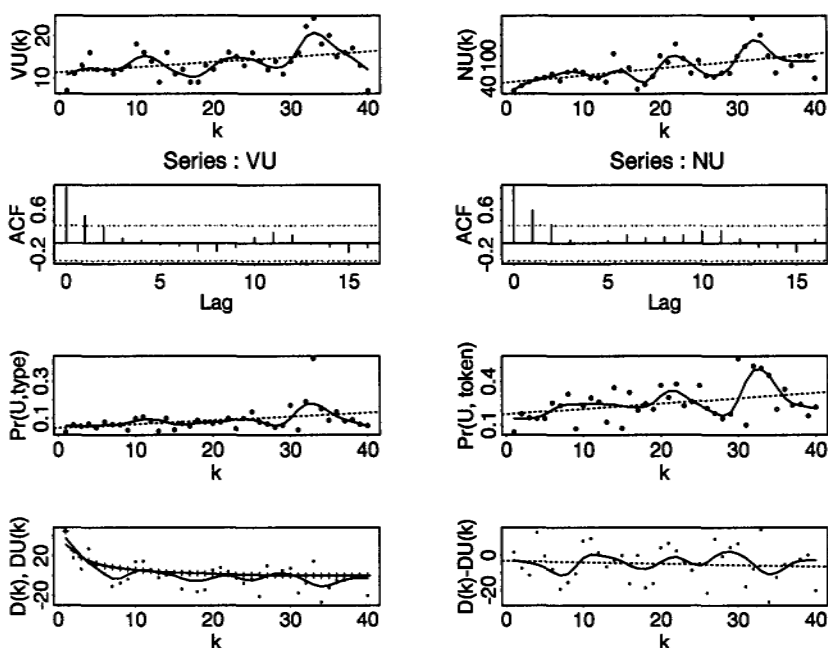 VU(k)
10 20
0 10 20 30 40
k
NU(k)
40 100
0 10 20 30 40
k
Series : VU
ACF
-0.2 0.6
0 5 10 15
Lag
Series : NU
ACF
-0.2 0.6
0 5 10 15
Lag
Pr(U,type)
0.1 0.3
0 10 20 30 40
k
Pr(U, token)
0.1 0.4
0 10 20 30 40
k
D(k), DU(k)
-20 20
0 10 20 30 40
k
D(k)-DU(k)
-20 0
0 10 20 30 40
k